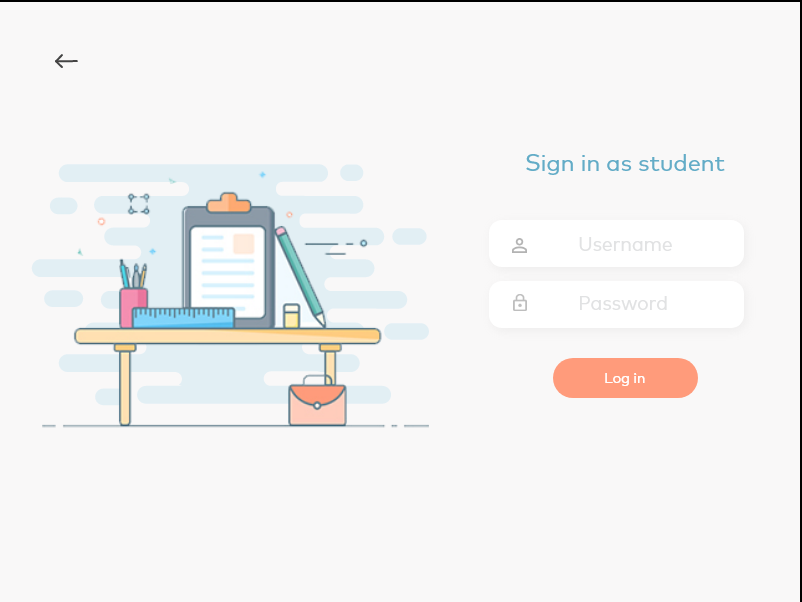 Sign in as student
Username
Password
Log in